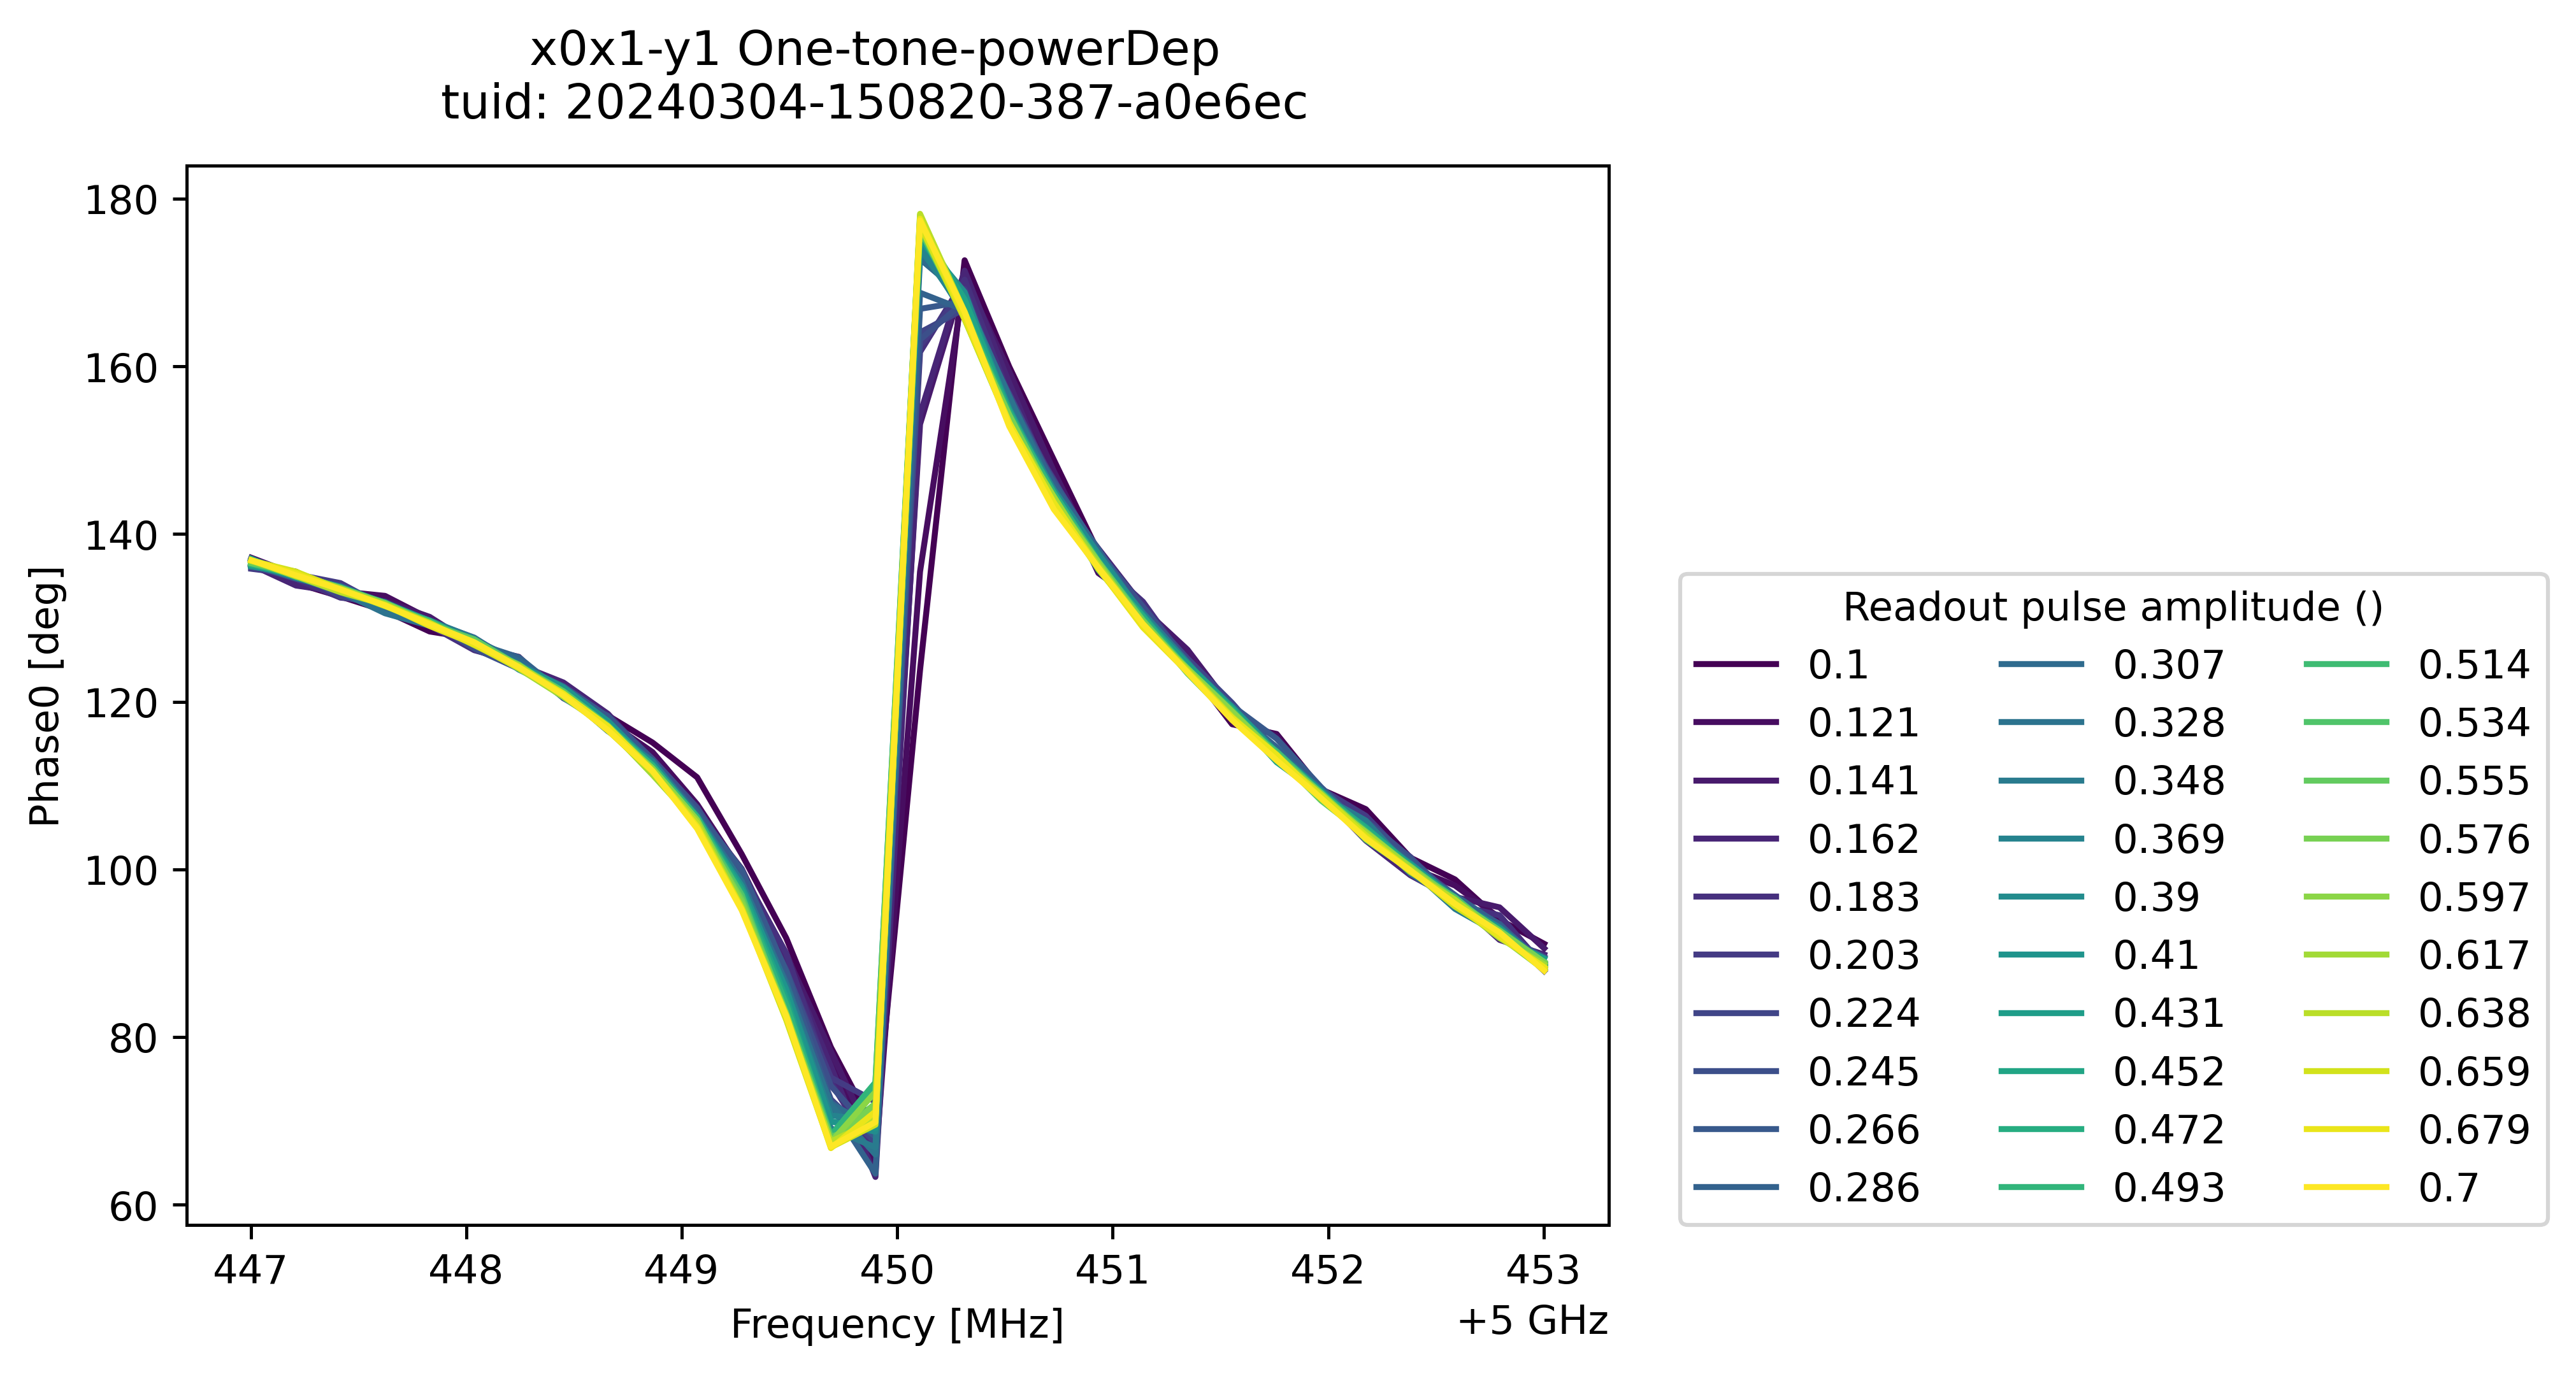 x0x1-y1 One-tone-powerDep
tuid: 20240304-150820-387-a0e6ec
180
160
140
120
100
80
60
Phase0 [deg]
447 448 449 450 451 452 453
Frequency [MHz]
+5 GHz
Readout pulse amplitude ()
0.1 0.307 0.514
0.121 0.328 0.534
0.141 0.348 0.555
0.162 0.369 0.576
0.183 0.39 0.597
0.203 0.41 0.617
0.224 0.431 0.638
0.245 0.452 0.659
0.266 0.472 0.679
0.286 0.493 0.7